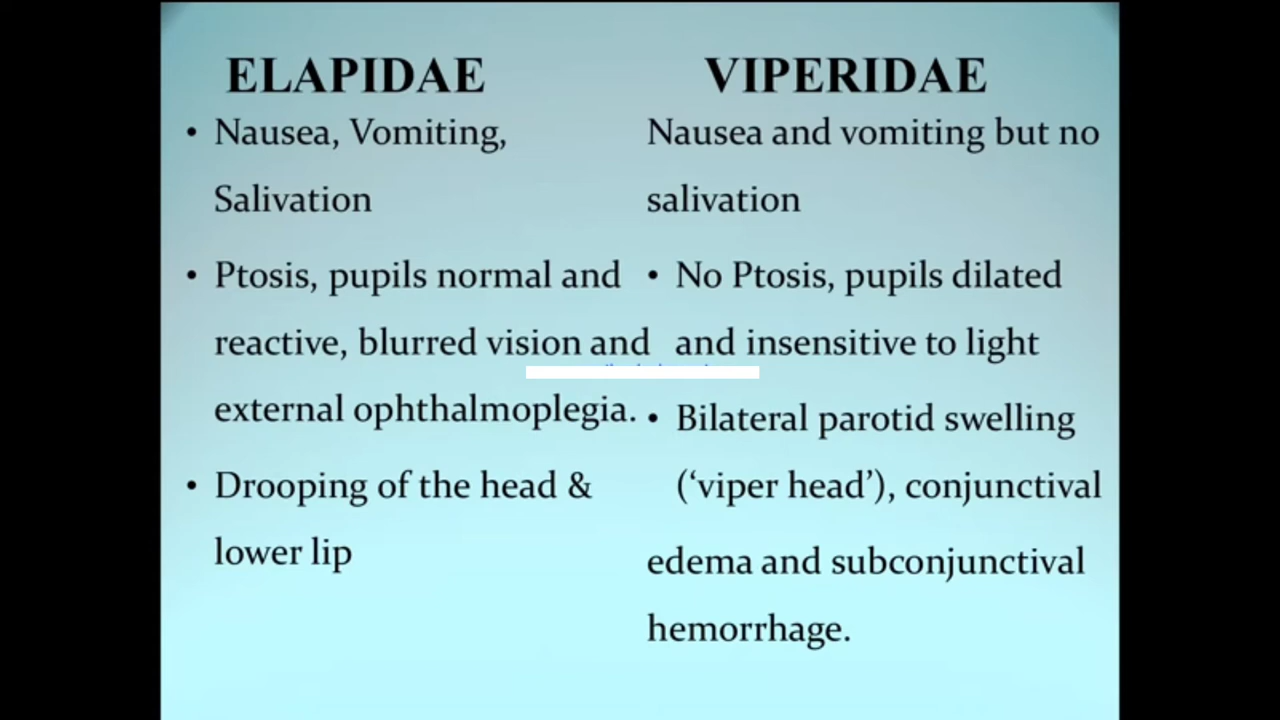 ELAPIDAE
• Nausea, Vomiting,
Salivation
• Ptosis, pupils normal and
reactive, blurred vision and
external ophthalmoplegia.
• Drooping of the head &
lower lip
VIPERIDAE
Nausea and vomiting but no
salivation
• No Ptosis, pupils dilated
and insensitive to light
• Bilateral parotid swelling
(‘viper head’), conjunctival
edema and subconjunctival
hemorrhage.